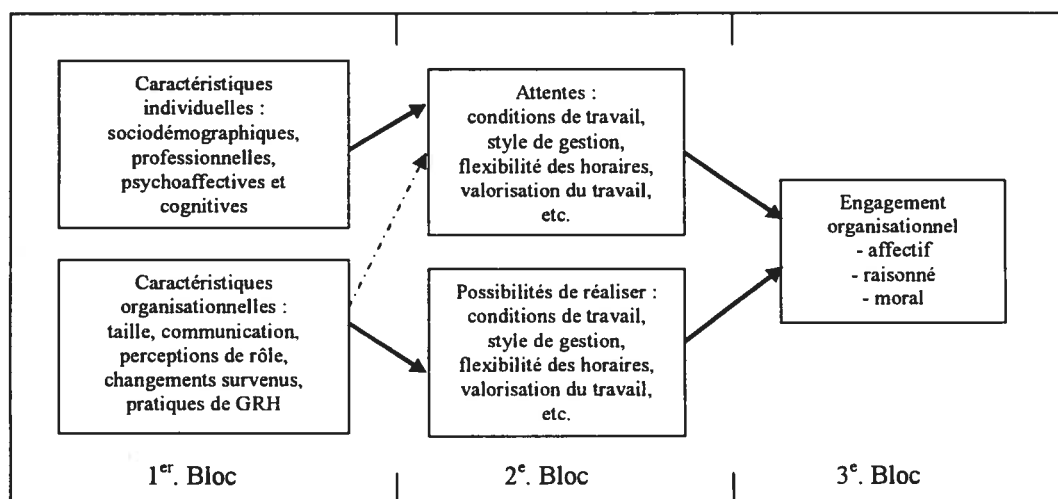 Caractéristiques
individuelles :
sociodémographiques,
professionnelles,
psychoaffectives et
cognitives
Caractéristiques
organisationnelles :
taille, communication,
perceptions de rôle,
changements survenus,
pratiques de GRH
Attentes :
conditions de travail,
style de gestion,
flexibilité des horaires,
valorisation du travail,
etc.
Possibilités de réaliser :
conditions de travail,
style de gestion,
flexibilité des horaires,
valorisation du travail,
etc.
Engagement
organisationnel
- affectif
- raisonné
- moral
1er. Bloc
2e. Bloc
3e. Bloc